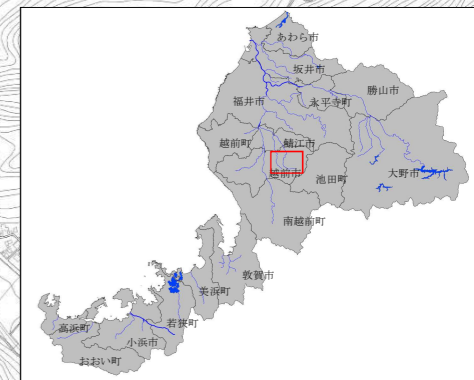 あわら市
坂井市
勝山市
福井市
永平寺町
越前町
鯖江市
越前市
池田町
大野市
南越前町
敦賀市
美浜町
若狭町
高浜町
小浜市
おおい町